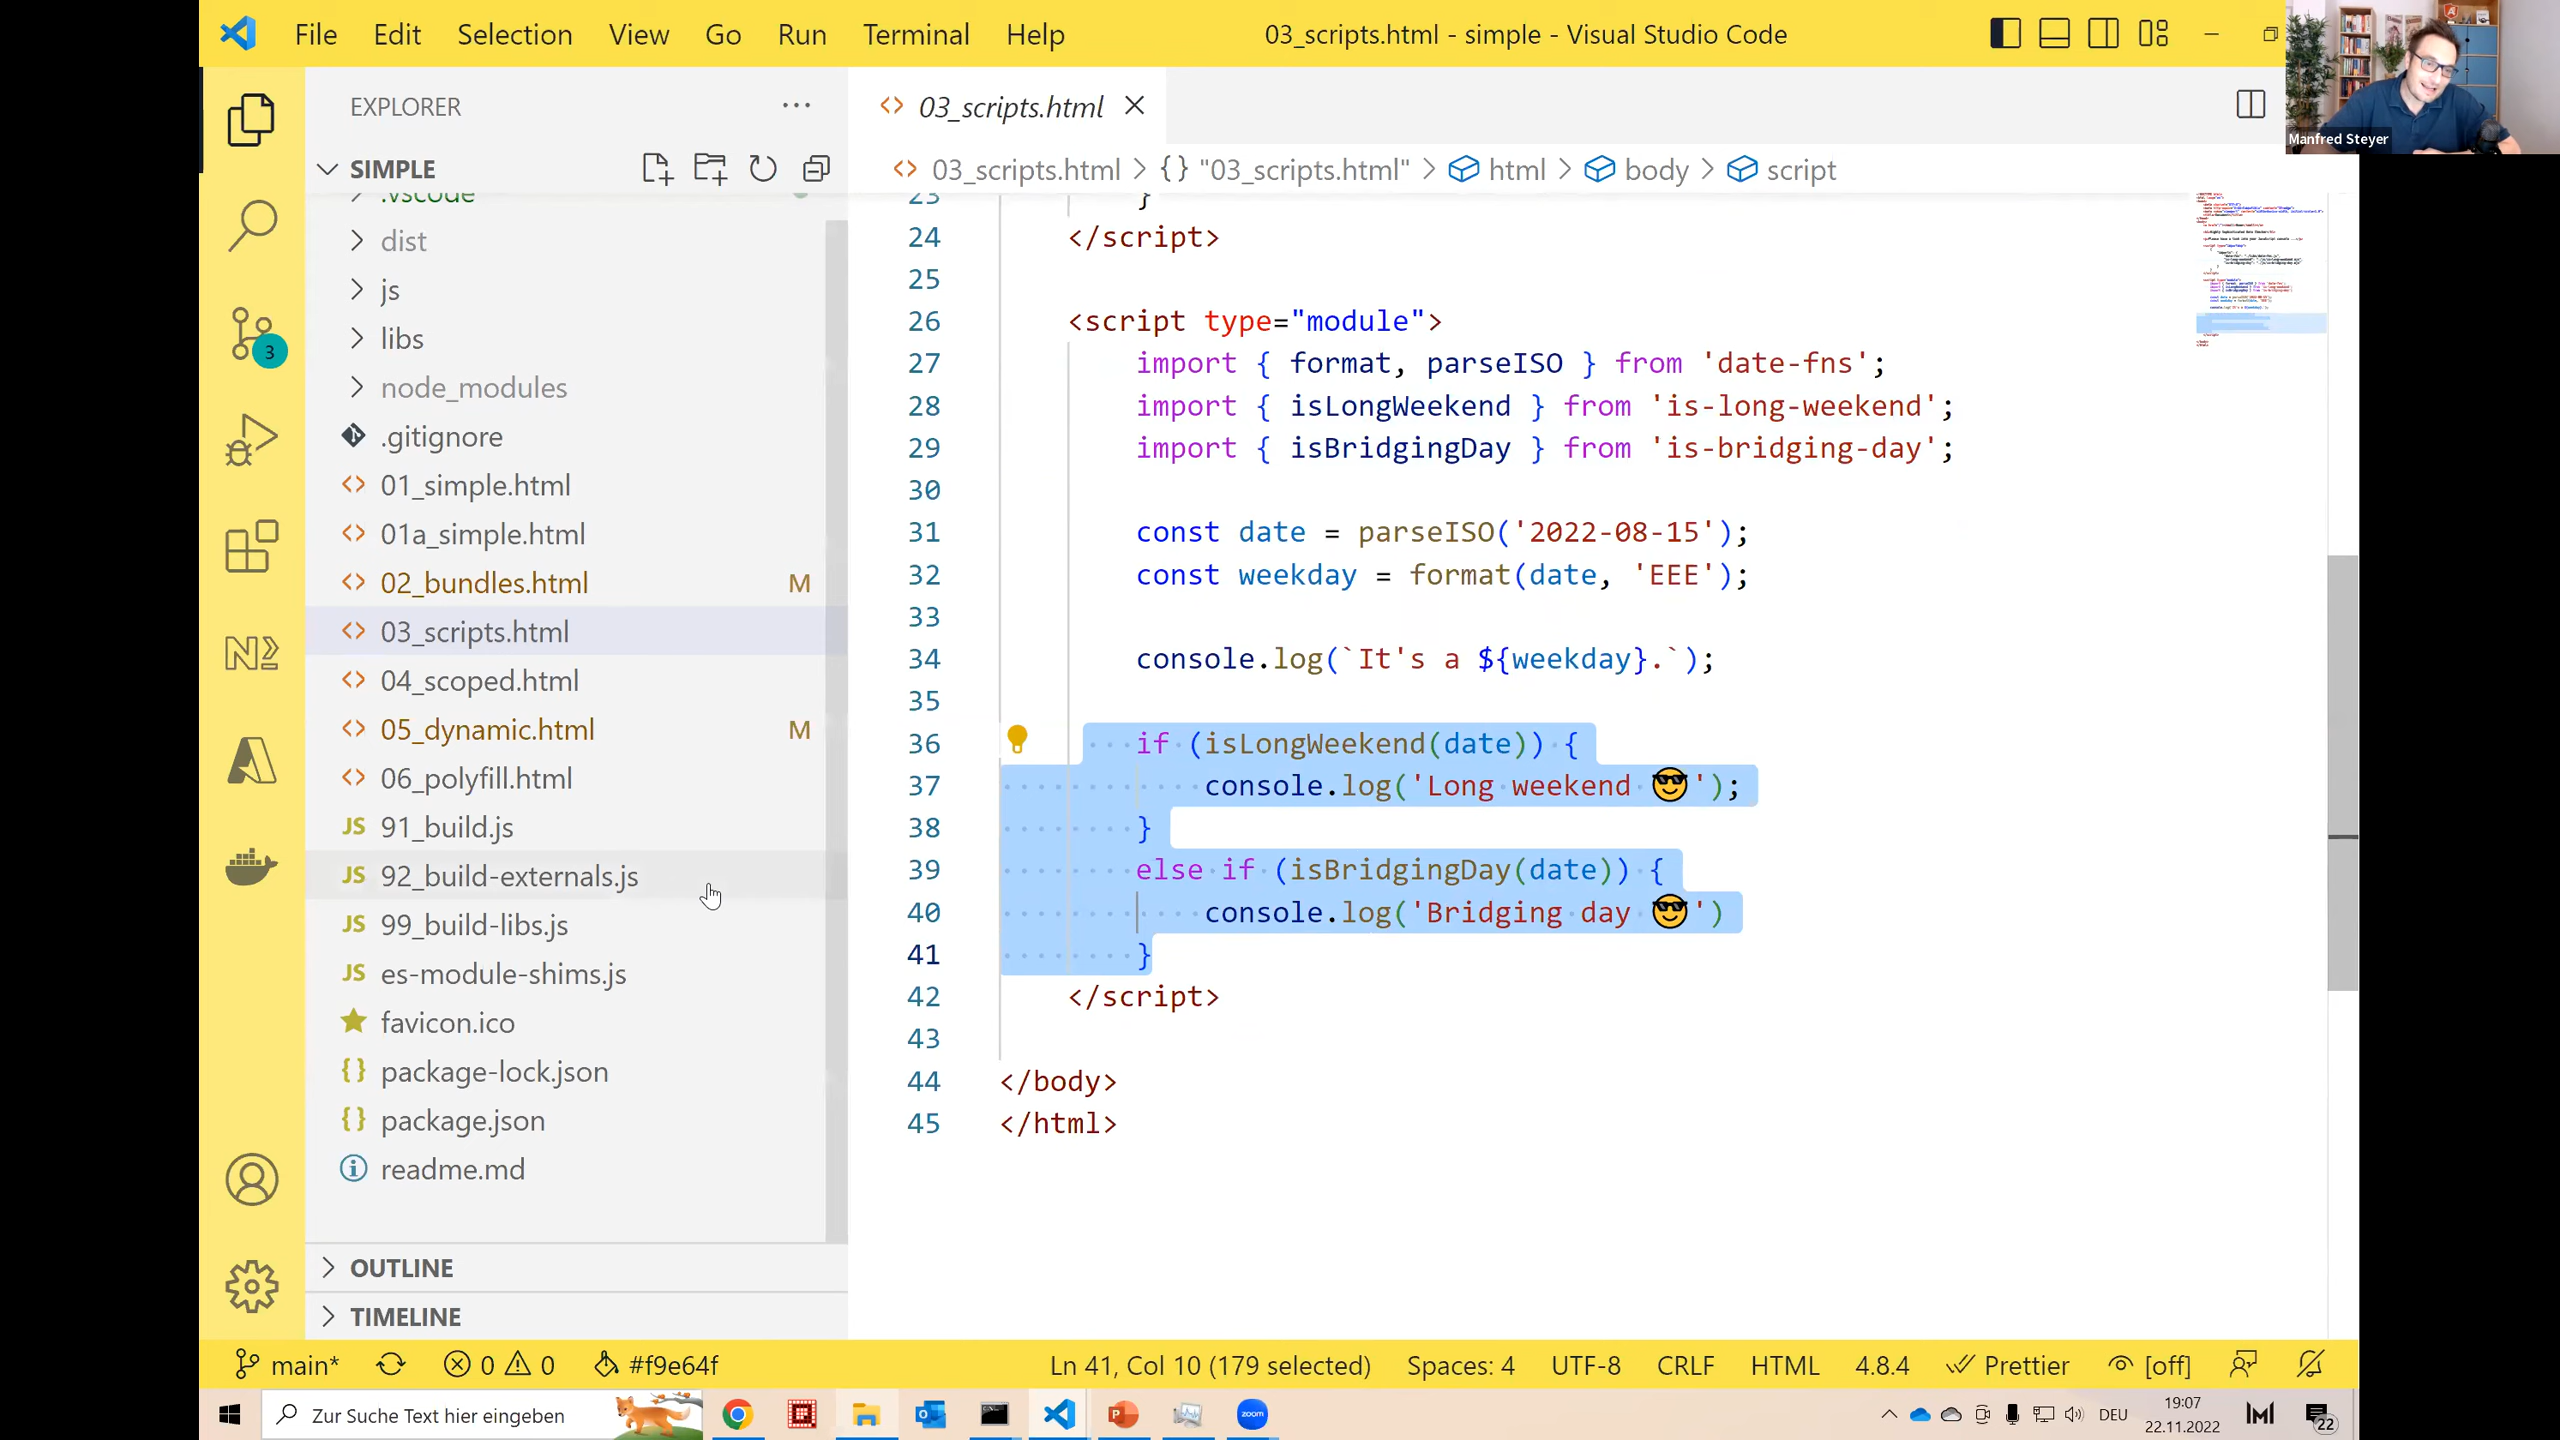 File Edit Selection View Go Run Terminal Help
03_scripts.html - simple - Visual Studio Code
Manfred Steyer
EXPLORER
SIMPLE
.vscode
dist
js
libs
node_modules
.gitignore
01_simple.html
01a_simple.html
02_bundles.html M
03_scripts.html
04_scoped.html
05_dynamic.html M
06_polyfill.html
JS 91_build.js
JS 92_build-externals.js
JS 99_build-libs.js
JS es-module-shims.js
favicon.ico
{} package-lock.json
{} package.json
readme.md
OUTLINE
TIMELINE
3
03_scripts.html
03_scripts.html > {} "03_scripts.html" > html > body > script
23 }
24 </script>
25
26 <script type="module">
27 import { format, parseISO } from 'date-fns';
28 import { isLongWeekend } from 'is-long-weekend';
29 import { isBridgingDay } from 'is-bridging-day';
30
31 const date = parseISO('2022-08-15');
32 const weekday = format(date, 'EEE');
33
34 console.log(`It's a ${weekday}.`);
35
36 if (isLongWeekend(date)) {
37 console.log('Long weekend 😎');
38 }
39 else if (isBridgingDay(date)) {
40 console.log('Bridging day 😎')
41 }
42 </script>
43
44 </body>
45 </html>
main* 0 0 #f9e64f
Ln 41, Col 10 (179 selected) Spaces: 4 UTF-8 CRLF HTML 4.8.4 Prettier [off]
Zur Suche Text hier eingeben
zoom
DEU
19:07
22.11.2022
22